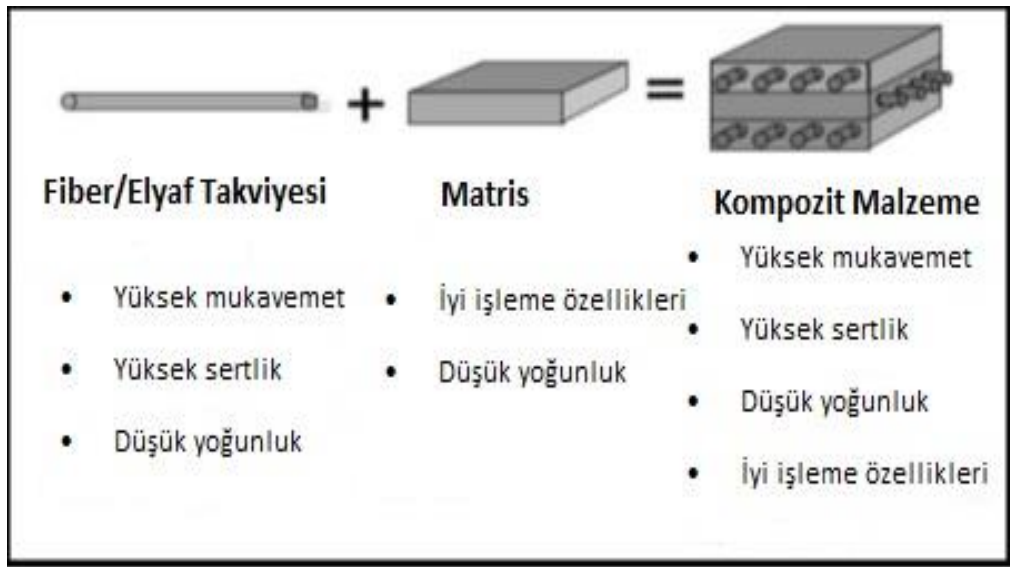 +
=
Fiber/Elyaf Takviyesi
• Yüksek mukavemet
• Yüksek sertlik
• Düşük yoğunluk
Matris
• İyi işleme özellikleri
• Düşük yoğunluk
Kompozit Malzeme
• Yüksek mukavemet
• Yüksek sertlik
• Düşük yoğunluk
• İyi işleme özellikleri